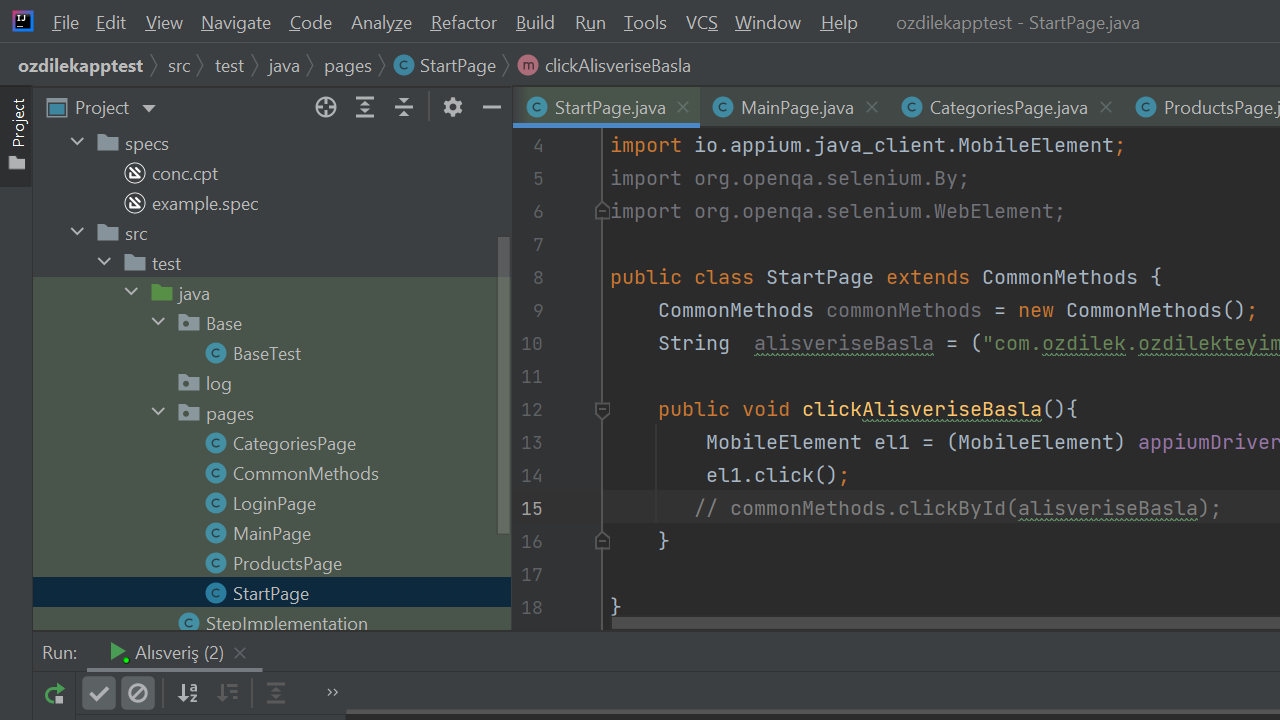 File Edit View Navigate Code Analyze Refactor Build Run Tools VCS Window Help ozdilekapptest - StartPage.java
ozdilekapptest src test java pages StartPage clickAlisveriseBasla
Project
Project
StartPage.java MainPage.java CategoriesPage.java ProductsPage.j
specs
conc.cpt
example.spec
src
test
java
Base
BaseTest
log
pages
CategoriesPage
CommonMethods
LoginPage
MainPage
ProductsPage
StartPage
StepImplementation
4 import io.appium.java_client.MobileElement;
5 import org.openqa.selenium.By;
6 import org.openqa.selenium.WebElement;
7
8 public class StartPage extends CommonMethods {
9 CommonMethods commonMethods = new CommonMethods();
10 String alisveriseBasla = ("com.ozdilek.ozdilekteyim
11
12 public void clickAlisveriseBasla(){
13 MobileElement el1 = (MobileElement) appiumDriver
14 el1.click();
15 // commonMethods.clickById(alisveriseBasla);
16 }
17
18 }
Run: Alısveriş (2)